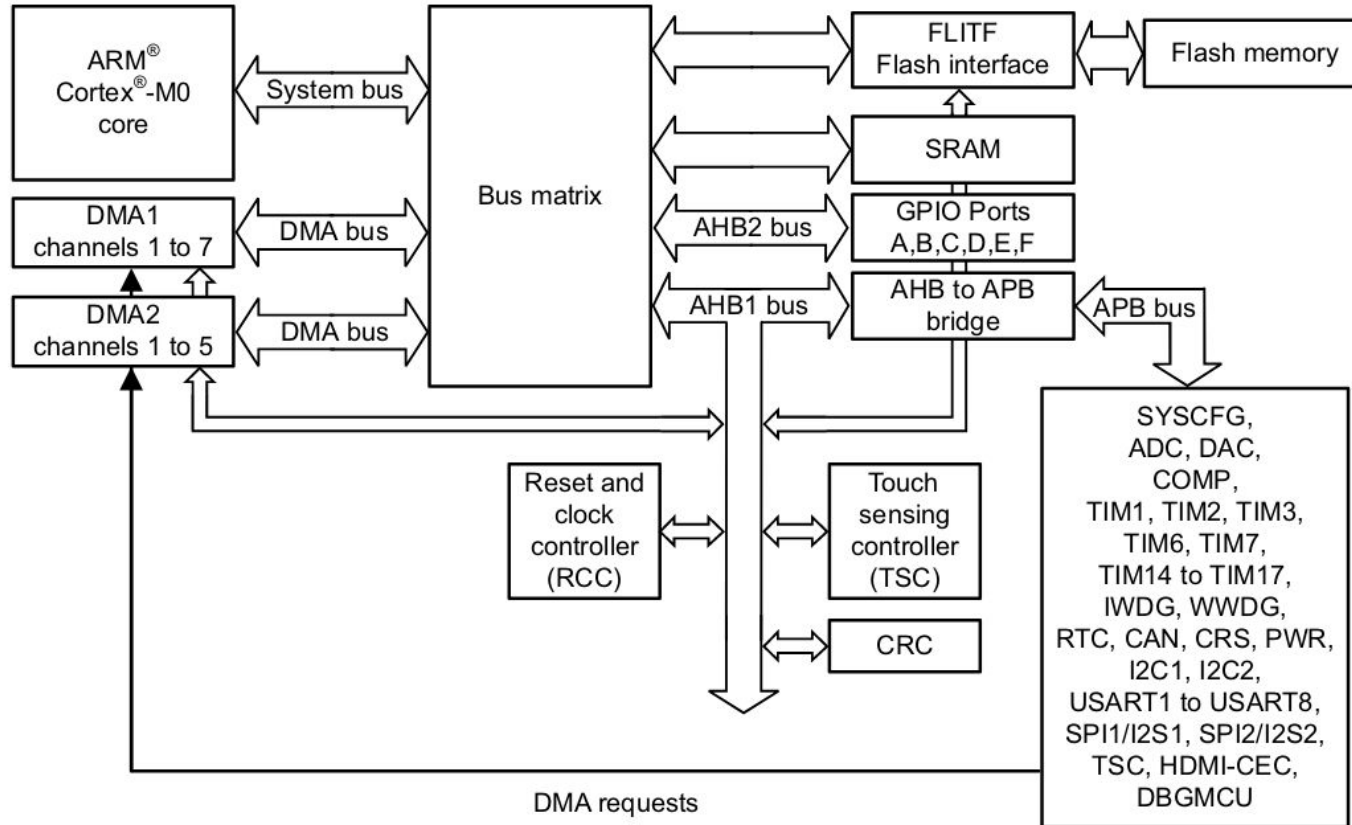 ARM®
Cortex®-M0
core
System bus
Bus matrix
FLITF
Flash interface
Flash memory
SRAM
DMA1
channels 1 to 7
DMA bus
AHB2 bus
GPIO Ports
A,B,C,D,E,F
DMA2
channels 1 to 5
DMA bus
AHB1 bus
AHB to APB
bridge
APB bus
Reset and
clock
controller
(RCC)
Touch
sensing
controller
(TSC)
CRC
SYSCFG,
ADC, DAC,
COMP,
TIM1, TIM2, TIM3,
TIM6, TIM7,
TIM14 to TIM17,
IWDG, WWDG,
RTC, CAN, CRS, PWR,
I2C1, I2C2,
USART1 to USART8,
SPI1/I2S1, SPI2/I2S2,
TSC, HDMI-CEC,
DBGMCU
DMA requests